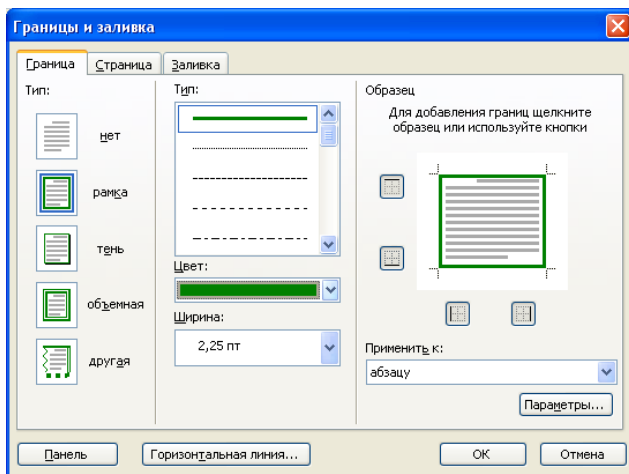 Границы и заливка
Граница
Страница
Заливка
Тип:
нет
рамка
тень
объемная
другая
Тип:
Цвет:
Ширина:
2,25 пт
Образец
Для добавления границ щелкните
образец или используйте кнопки
Применить к:
абзацу
Параметры...
Панель
Горизонтальная линия...
ОК
Отмена